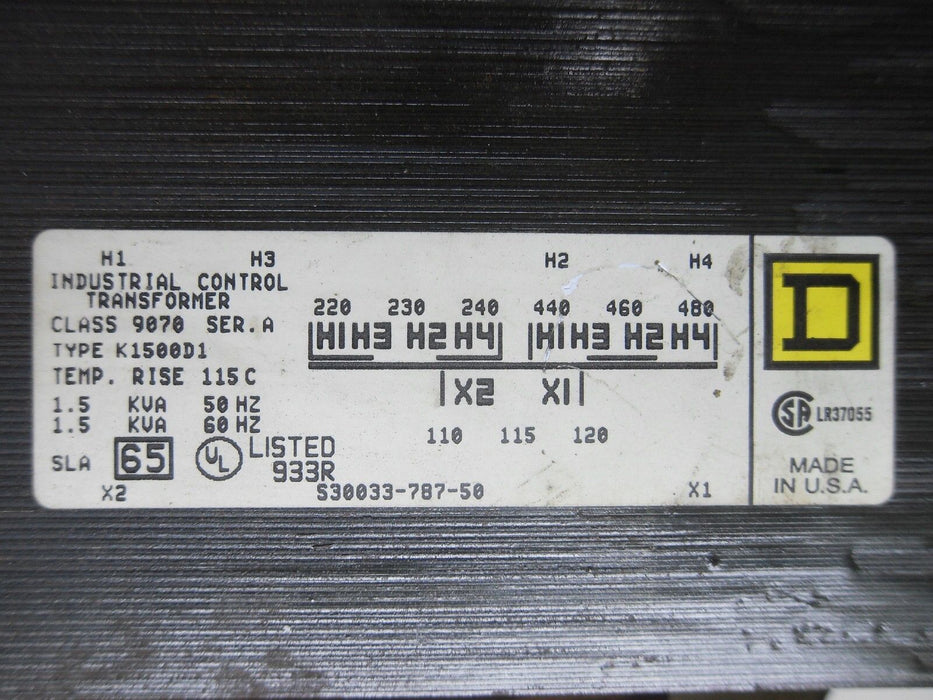 H1 H3 H2 H4
INDUSTRIAL CONTROL
TRANSFORMER
CLASS 9070 SER.A
TYPE K1500D1
TEMP. RISE 115C
1.5 KVA 50 HZ
1.5 KVA 60 HZ
SLA 65 UL LISTED
933R
X2 S30033-787-50 X1
220 230 240 440 460 480
H1 H3 H2 H4 H1 H3 H2 H4
X2 X1
110 115 120
D
SA LR37055
MADE
IN U.S.A.